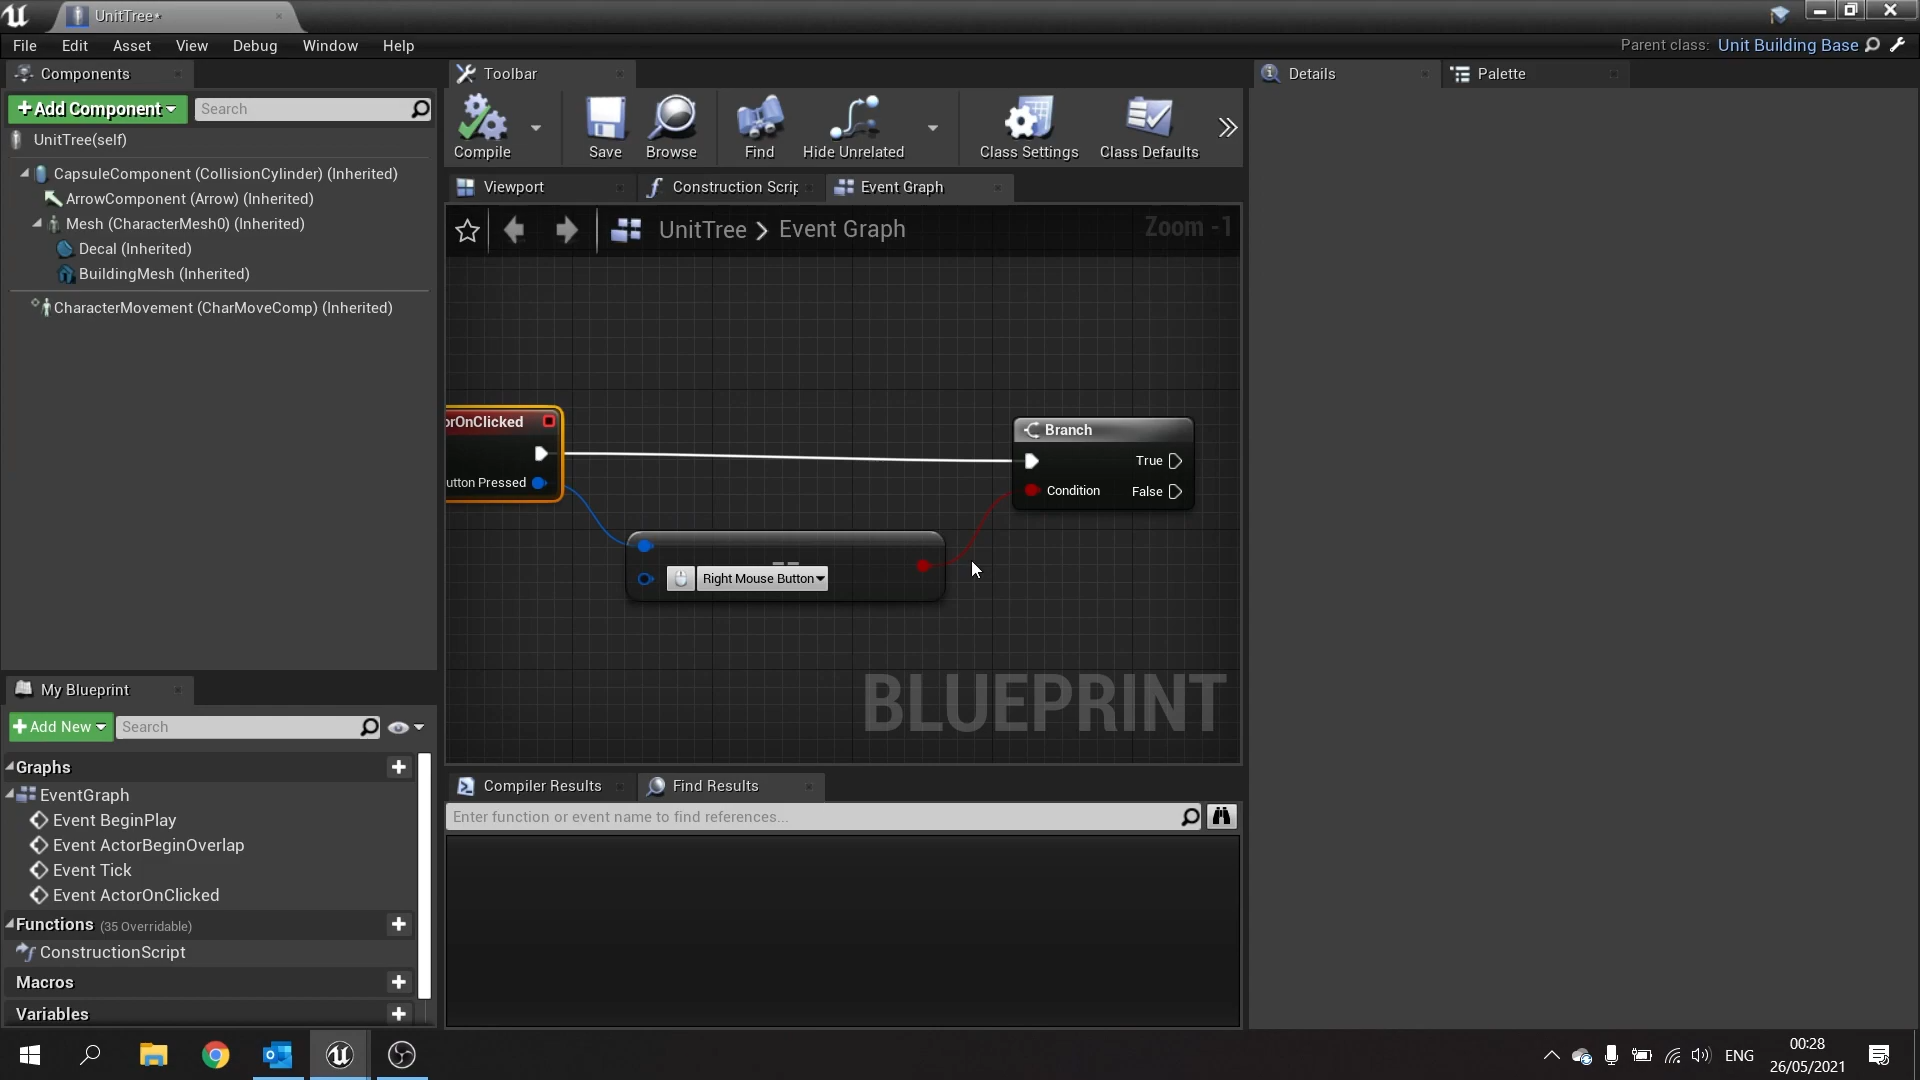 UnitTree*
File Edit Asset View Debug Window Help
Parent class: Unit Building Base
Components
Toolbar
Details
Palette
+Add Component
Search
UnitTree(self)
CapsuleComponent (CollisionCylinder) (Inherited)
ArrowComponent (Arrow) (Inherited)
Mesh (CharacterMesh0) (Inherited)
Decal (Inherited)
BuildingMesh (Inherited)
CharacterMovement (CharMoveComp) (Inherited)
Compile
Save
Browse
Find
Hide Unrelated
Class Settings
Class Defaults
Viewport
Construction Scrip
Event Graph
UnitTree > Event Graph
Zoom -1
orOnClicked
utton Pressed
==
Right Mouse Button
Branch
True
Condition
False
BLUEPRINT
My Blueprint
+Add New
Search
Graphs
EventGraph
Event BeginPlay
Event ActorBeginOverlap
Event Tick
Event ActorOnClicked
Functions (35 Overridable)
ConstructionScript
Macros
Variables
Compiler Results
Find Results
Enter function or event name to find references...
ENG
00:28
26/05/2021